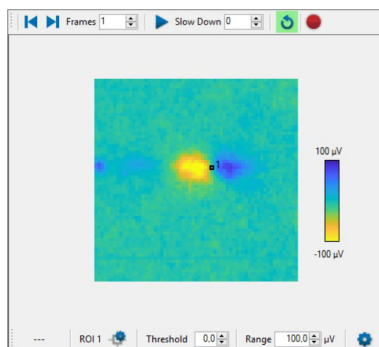 Frames 1 Slow Down 0
1
100 µV
-100 µV
--- ROI 1 Threshold 0.0 Range 100.0 µV